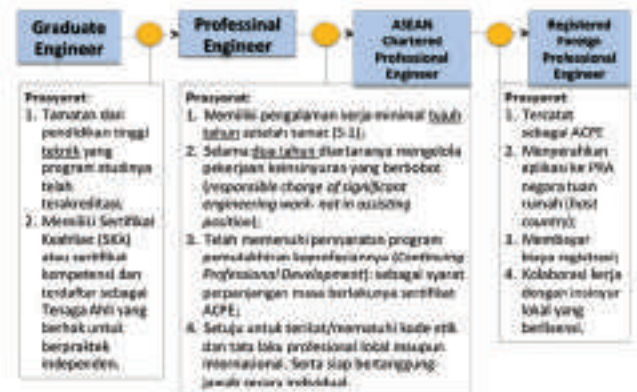 Graduate
Engineer
Professinal
Engineer
ASEAN
Chartered
Professional
Engineer
Registered
Foreign
Professional
Engineer
Prasyarat:
1. Tamatan dari
pendidikan tinggi
teknik yang
program studinya
telah
terakreditasi.
2. Memiliki Sertifikat
Keahlian (SKA)
atau sertifikat
kompetensi dan
terdaftar sebagai
Tenaga Ahli yang
berhak untuk
berpraktek
independen.
Prasyarat:
1. Memiliki pengalaman kerja minimal tujuh
tahun setelah tamat (S-1);
2. Selama dua tahun diantaranya mengelola
pekerjaan keinsinyuran yang berbobot
(responsible charge of significant
engineering work- not in assisting
position);
3. Telah memenuhi persyaratan program
pemutakhiran keprofesiannya (Continuing
Professional Development): sebagai syarat
perpanjangan masa berlakunya sertifikat
ACPE;
4. Setuju untuk terikat/mematuhi kode etik
dan tata laku profesional lokal maupun
internasional. Serta siap bertanggung
jawab secara individual.
Prasyarat:
1. Tercatat
sebagai ACPE
2. Menyerahkan
aplikasi ke PRA
negara tuan
rumah (host
country);
3. Membayar
biaya registrasi;
4. Kolaborasi kerja
dengan insinyur
lokal yang
berlisensi.